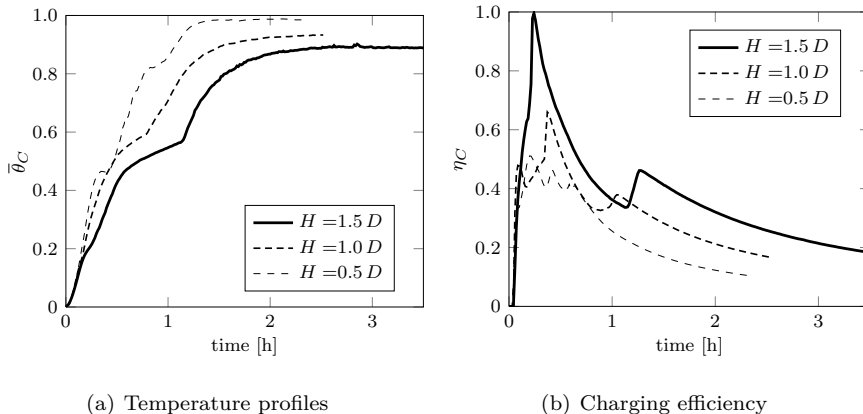 1.0
0.8
0.6
0.4
0.2
0
0 1 2 3
θ̅_C
time [h]
H =1.5 D
H =1.0 D
H =0.5 D
(a) Temperature profiles
1.0
0.8
0.6
0.4
0.2
0
0 1 2 3
η_C
time [h]
H =1.5 D
H =1.0 D
H =0.5 D
(b) Charging efficiency